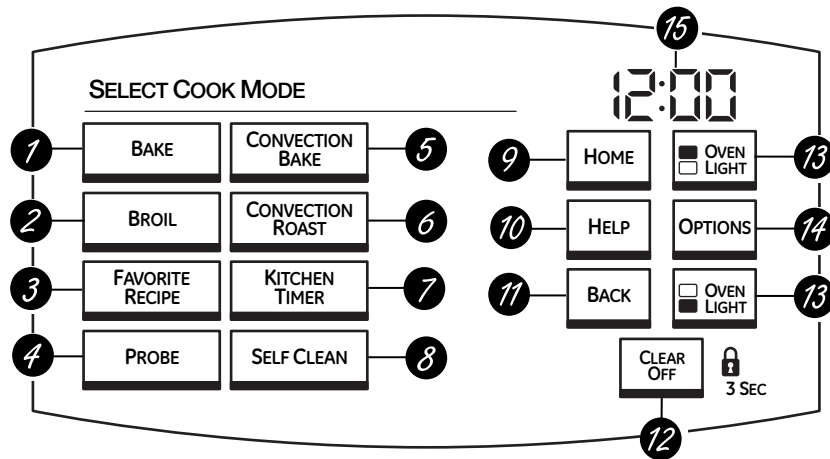 15
12:00
SELECT COOK MODE
1
BAKE
CONVECTION
BAKE
5
9
HOME
OVEN
LIGHT
13
2
BROIL
CONVECTION
ROAST
6
10
HELP
OPTIONS
14
3
FAVORITE
RECIPE
KITCHEN
TIMER
7
11
BACK
OVEN
LIGHT
13
4
PROBE
SELF CLEAN
8
CLEAR
OFF
3 SEC
12